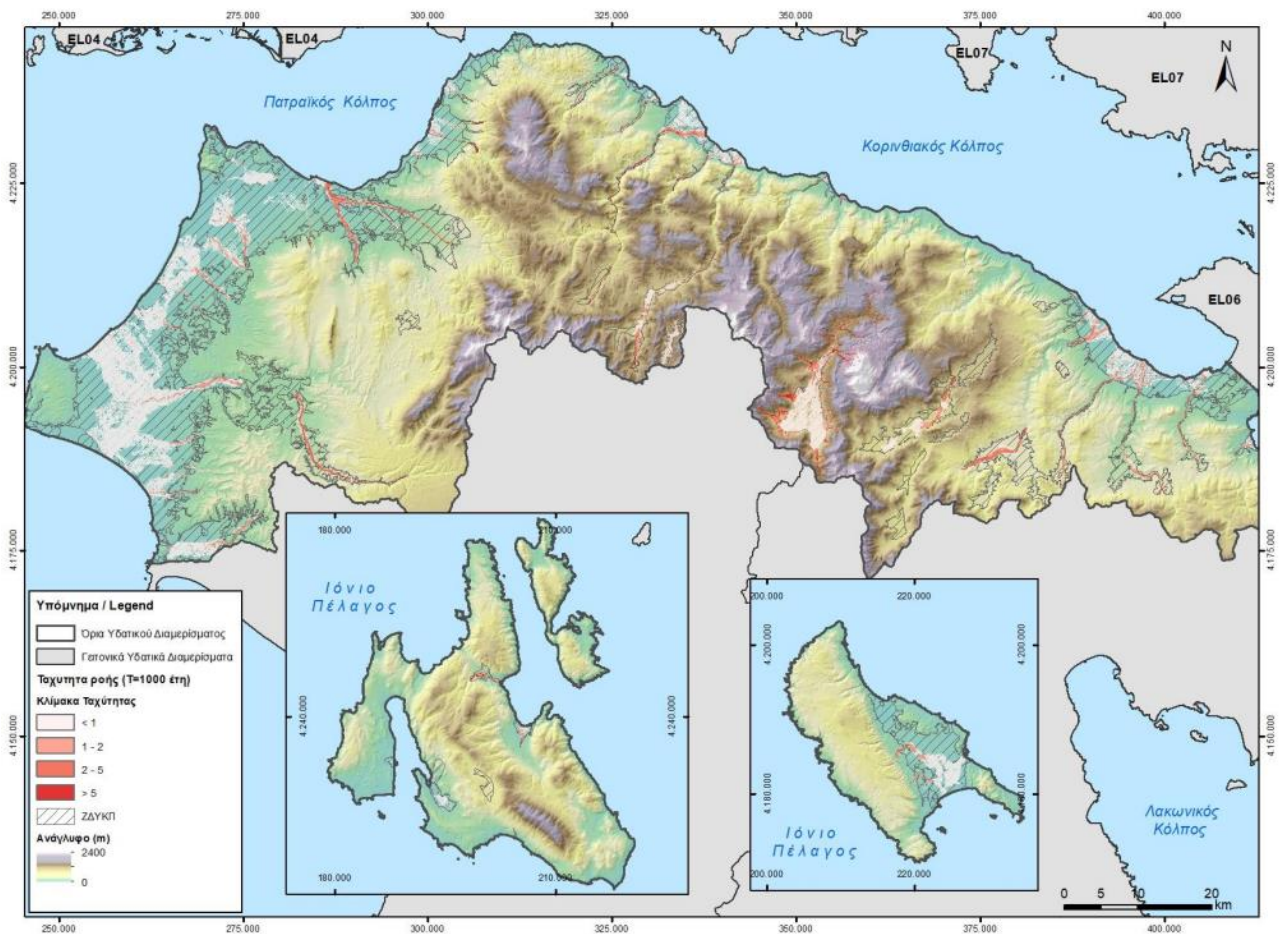 250.000 275.000 300.000 325.000 350.000 375.000 400.000
EL04 EL04 EL07
EL07
N
Πατραϊκός Κόλπος
Κορινθιακός Κόλπος
4.225.000 4.225.000
EL06
4.200.000 4.200.000
4.175.000 4.175.000
180.000 210.000
Ιόνιο
Πέλαγος
4.240.000 4.240.000
180.000 210.000
200.000 220.000
4.200.000 4.200.000
4.180.000 4.180.000
Ιόνιο
Πέλαγος
200.000 220.000
Λακωνικός
Κόλπος
4.150.000 4.150.000
Υπόμνημα / Legend
Όρια Υδατικού Διαμερίσματος
Γειτονικά Υδατικά Διαμερίσματα
Ταχυτητα ροής (T=1000 έτη)
Κλίμακα Ταχύτητας
< 1
1 - 2
2 - 5
> 5
ΖΔΥΚΠ
Ανάγλυφο (m)
2400
0
0 5 10 20
km
250.000 275.000 300.000 325.000 350.000 375.000 400.000